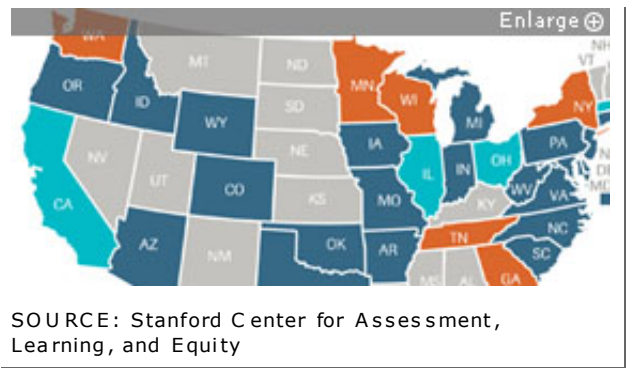 Enlarge
WA
MT
ND
MN
VT
NH
OR
ID
SD
WI
NY
WY
MI
IA
PA
NV
UT
NE
IL
IN
OH
CA
CO
KS
MO
WV
VA
KY
AZ
NM
OK
AR
TN
NC
SC
MS
AL
GA
MD
SOURCE: Stanford Center for Assessment,
Learning, and Equity